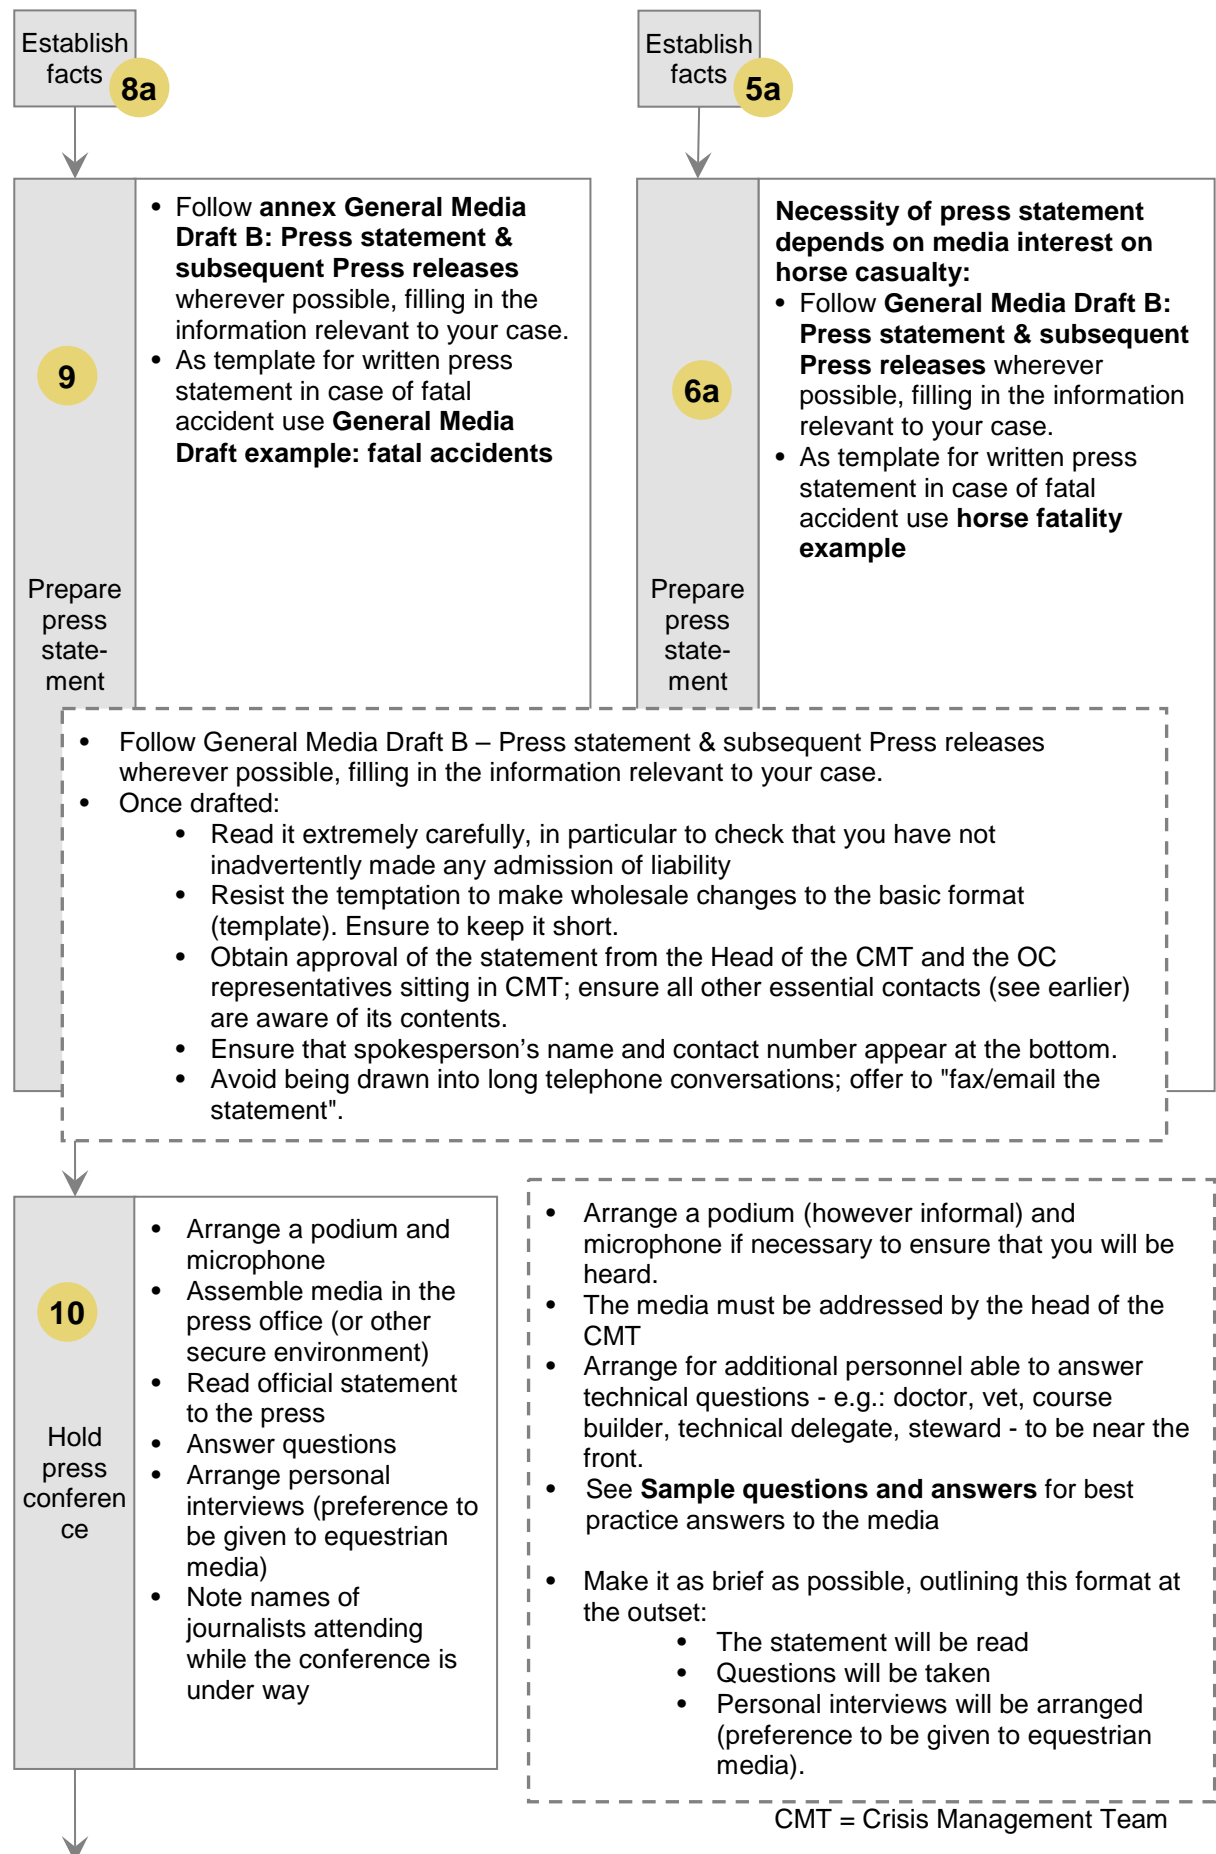 Establish
facts
8a
Establish
facts
5a
9
Prepare
press
state-
ment
• Follow annex General Media
Draft B: Press statement &
subsequent Press releases
wherever possible, filling in the
information relevant to your case.
• As template for written press
statement in case of fatal
accident use General Media
Draft example: fatal accidents
6a
Prepare
press
state-
ment
Necessity of press statement
depends on media interest on
horse casualty:
• Follow General Media Draft B:
Press statement & subsequent
Press releases wherever
possible, filling in the information
relevant to your case.
• As template for written press
statement in case of fatal
accident use horse fatality
example
• Follow General Media Draft B – Press statement & subsequent Press releases
wherever possible, filling in the information relevant to your case.
• Once drafted:
• Read it extremely carefully, in particular to check that you have not
inadvertently made any admission of liability
• Resist the temptation to make wholesale changes to the basic format
(template). Ensure to keep it short.
• Obtain approval of the statement from the Head of the CMT and the OC
representatives sitting in CMT; ensure all other essential contacts (see earlier)
are aware of its contents.
• Ensure that spokesperson’s name and contact number appear at the bottom.
• Avoid being drawn into long telephone conversations; offer to "fax/email the
statement".
10
Hold
press
conferen
ce
• Arrange a podium and
microphone
• Assemble media in the
press office (or other
secure environment)
• Read official statement
to the press
• Answer questions
• Arrange personal
interviews (preference to
be given to equestrian
media)
• Note names of
journalists attending
while the conference is
under way
• Arrange a podium (however informal) and
microphone if necessary to ensure that you will be
heard.
• The media must be addressed by the head of the
CMT
• Arrange for additional personnel able to answer
technical questions - e.g.: doctor, vet, course
builder, technical delegate, steward - to be near the
front.
• See Sample questions and answers for best
practice answers to the media
• Make it as brief as possible, outlining this format at
the outset:
• The statement will be read
• Questions will be taken
• Personal interviews will be arranged
(preference to be given to equestrian
media).
CMT = Crisis Management Team